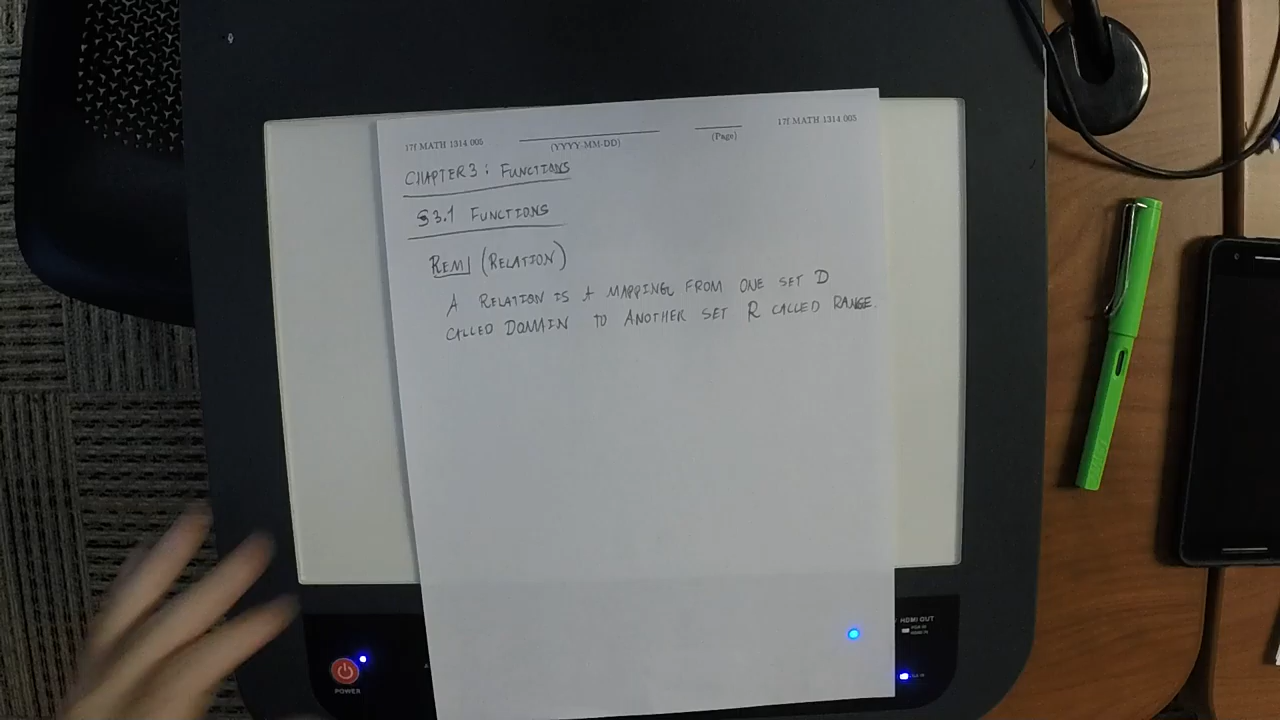 17f MATH 1314 005
(YYYY-MM-DD)
(Page)
17f MATH 1314 005
CHAPTER 3 : FUNCTIONS
§3.1 FUNCTIONS
REM| (RELATION)
A RELATION IS A MAPPING FROM ONE SET D
CALLED DOMAIN TO ANOTHER SET R CALLED RANGE.
POWER
HDMI OUT